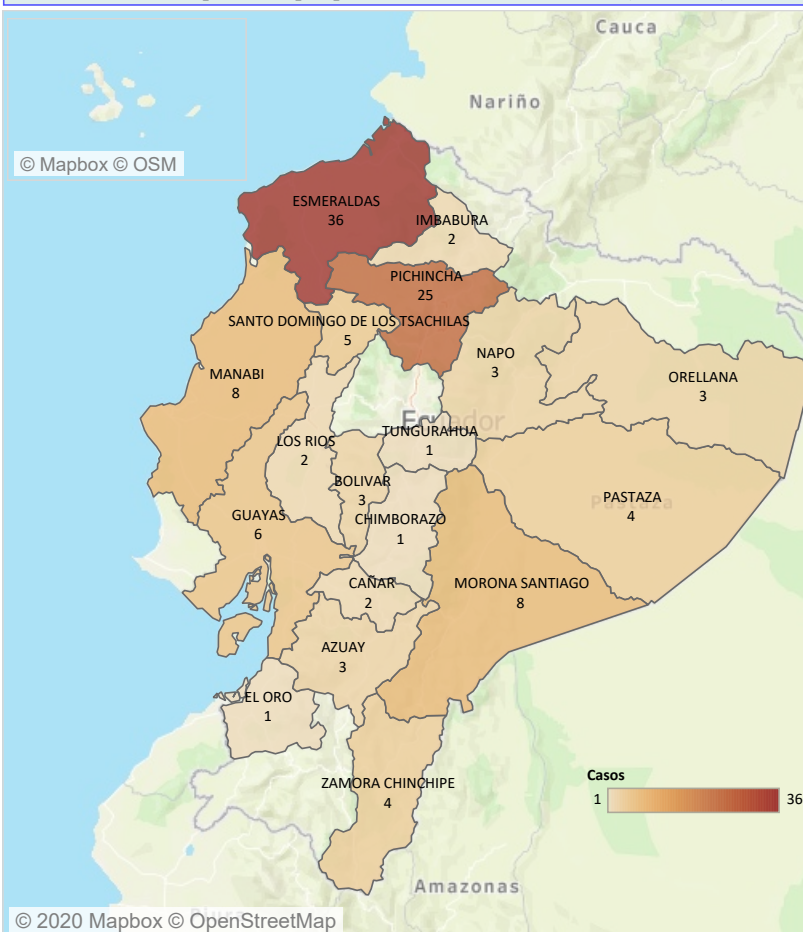 Cauca
Nariño
© Mapbox © OSM
ESMERALDAS
36
IMBABURA
2
PICHINCHA
25
SANTO DOMINGO DE LOS TSACHILAS
5
NAPO
3
MANABI
8
ORELLANA
3
Ecuador
TUNGURAHUA
1
LOS RIOS
2
BOLIVAR
3
PASTAZA
4
Pastaza
GUAYAS
6
CHIMBORAZO
1
CAÑAR
2
MORONA SANTIAGO
8
AZUAY
3
EL ORO
1
Casos
1
36
ZAMORA CHINCHIPE
4
Amazonas
© 2020 Mapbox © OpenStreetMap